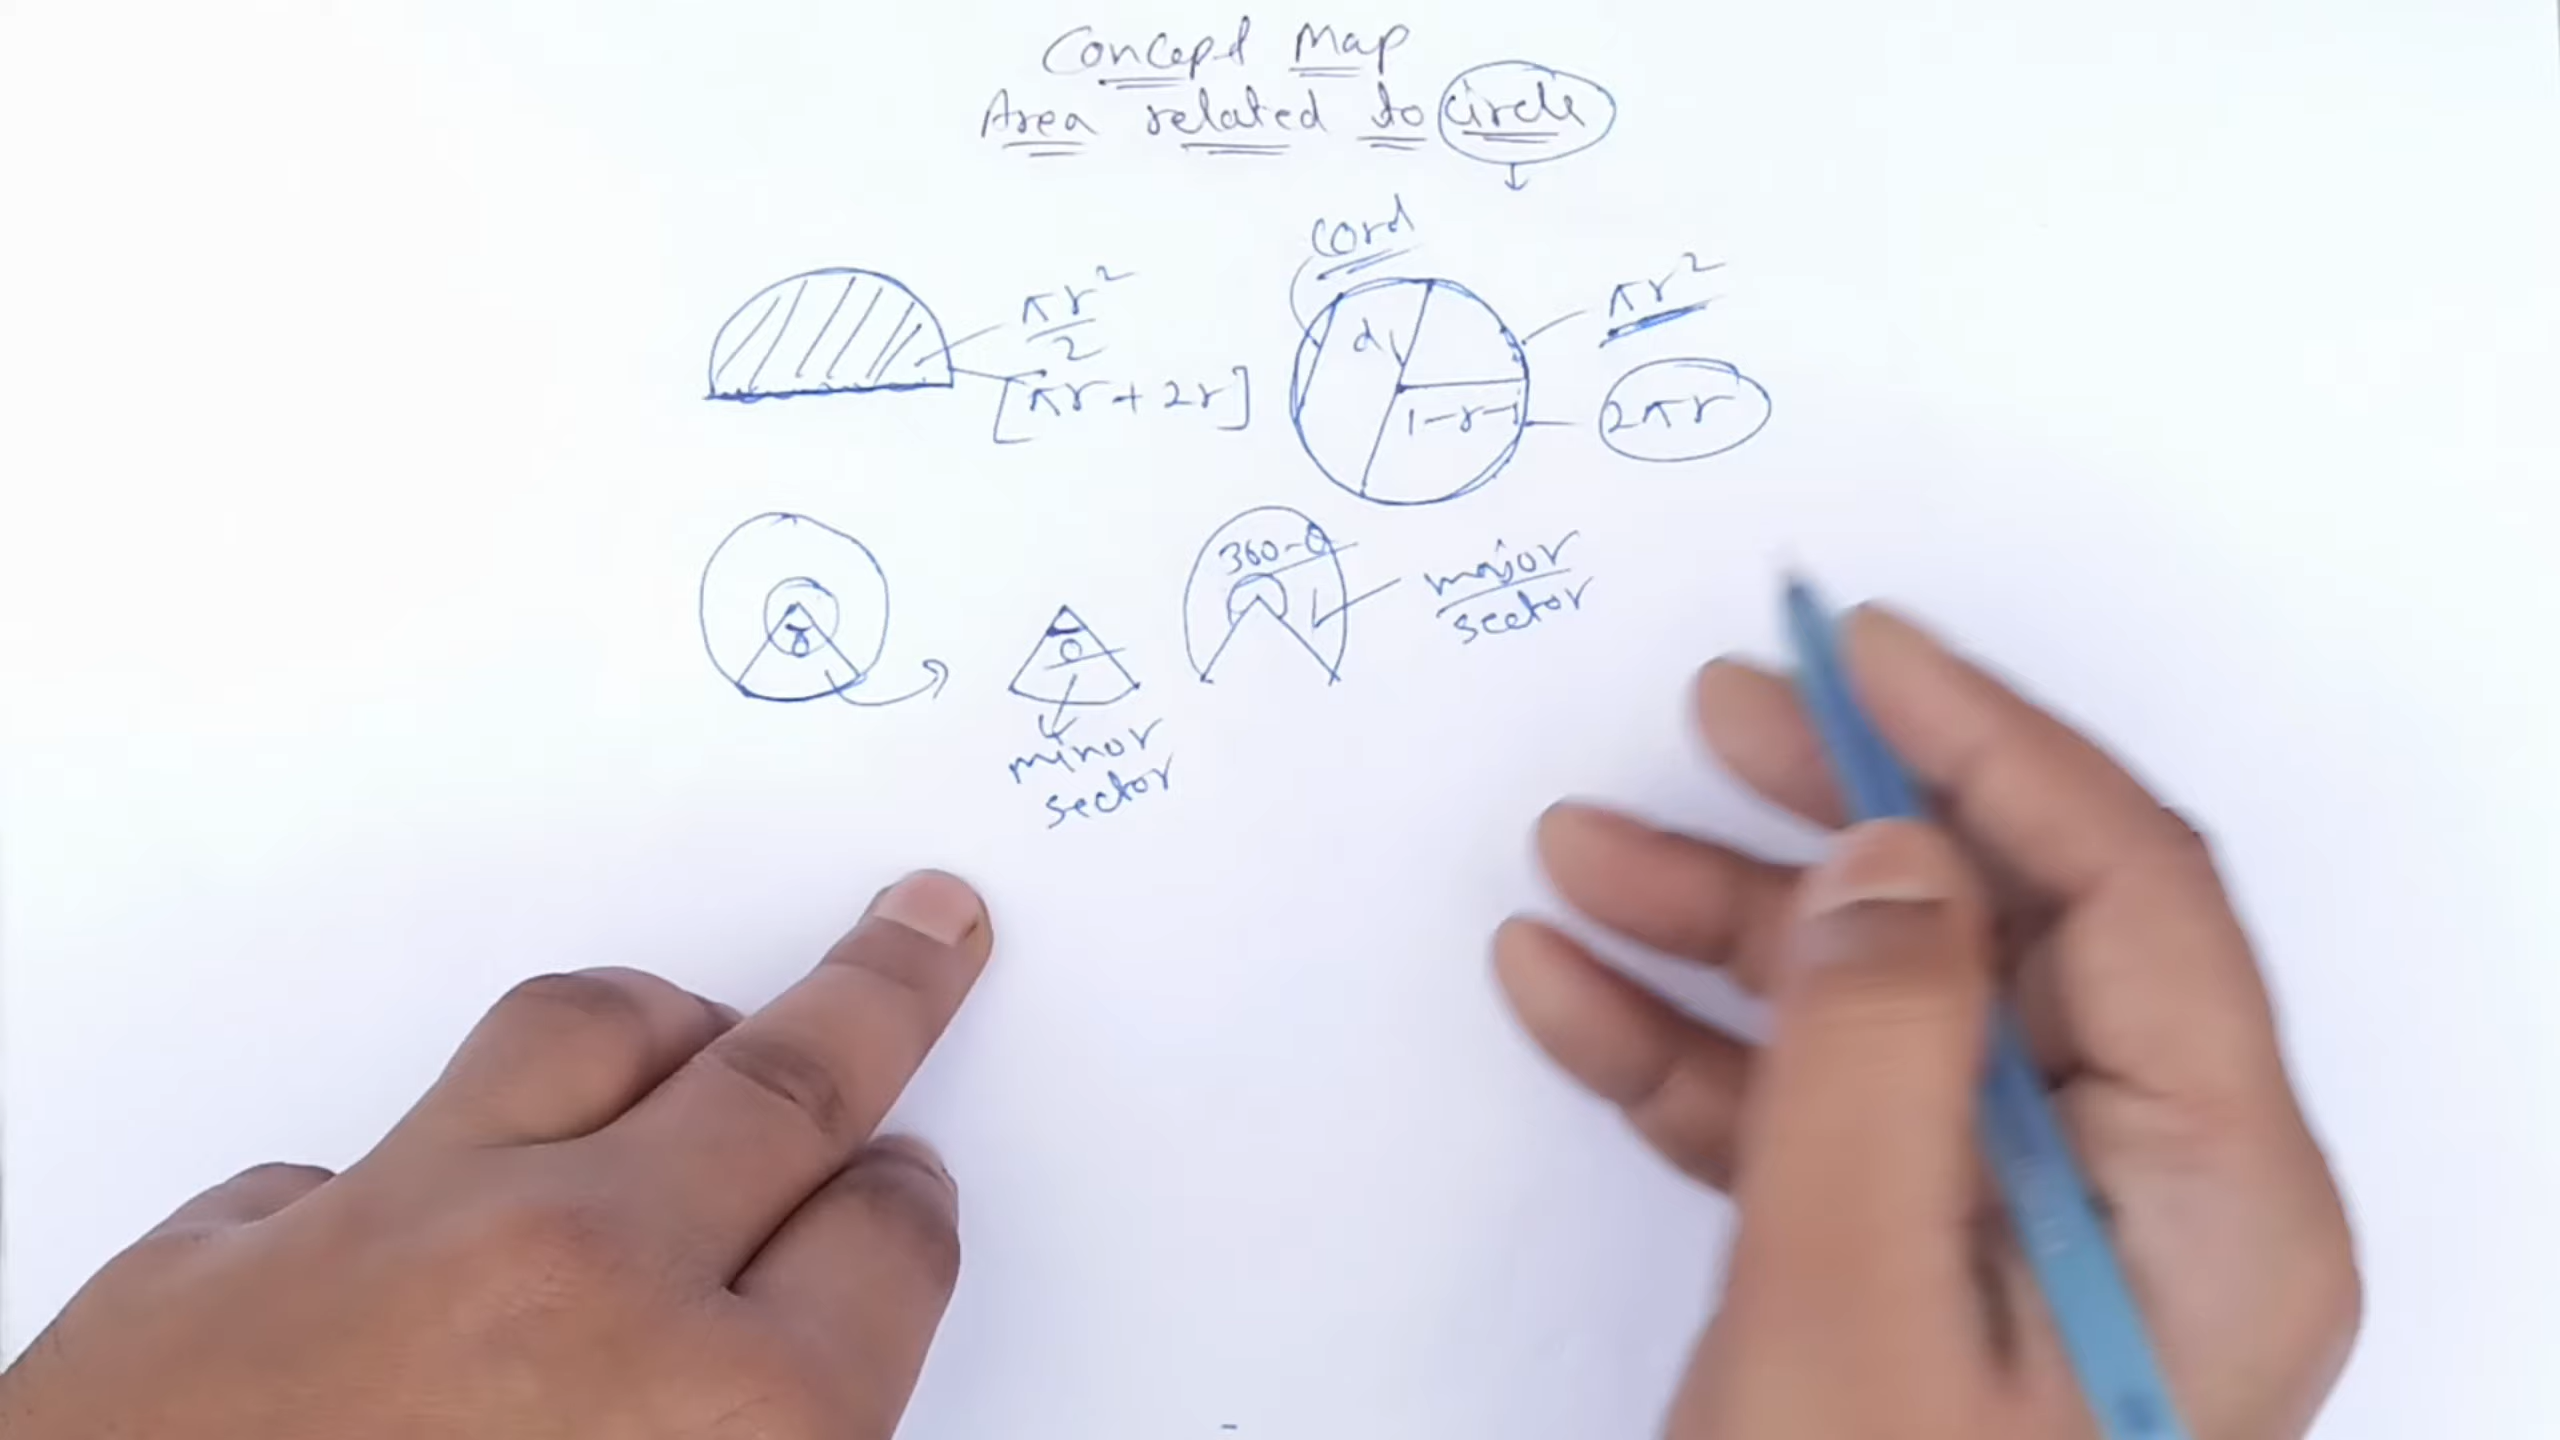 Concept Map
Area related to circle
cord
πr²
2
[πr + 2r]
d
r
πr²
2πr
360-θ
major
sector
θ
minor
sector